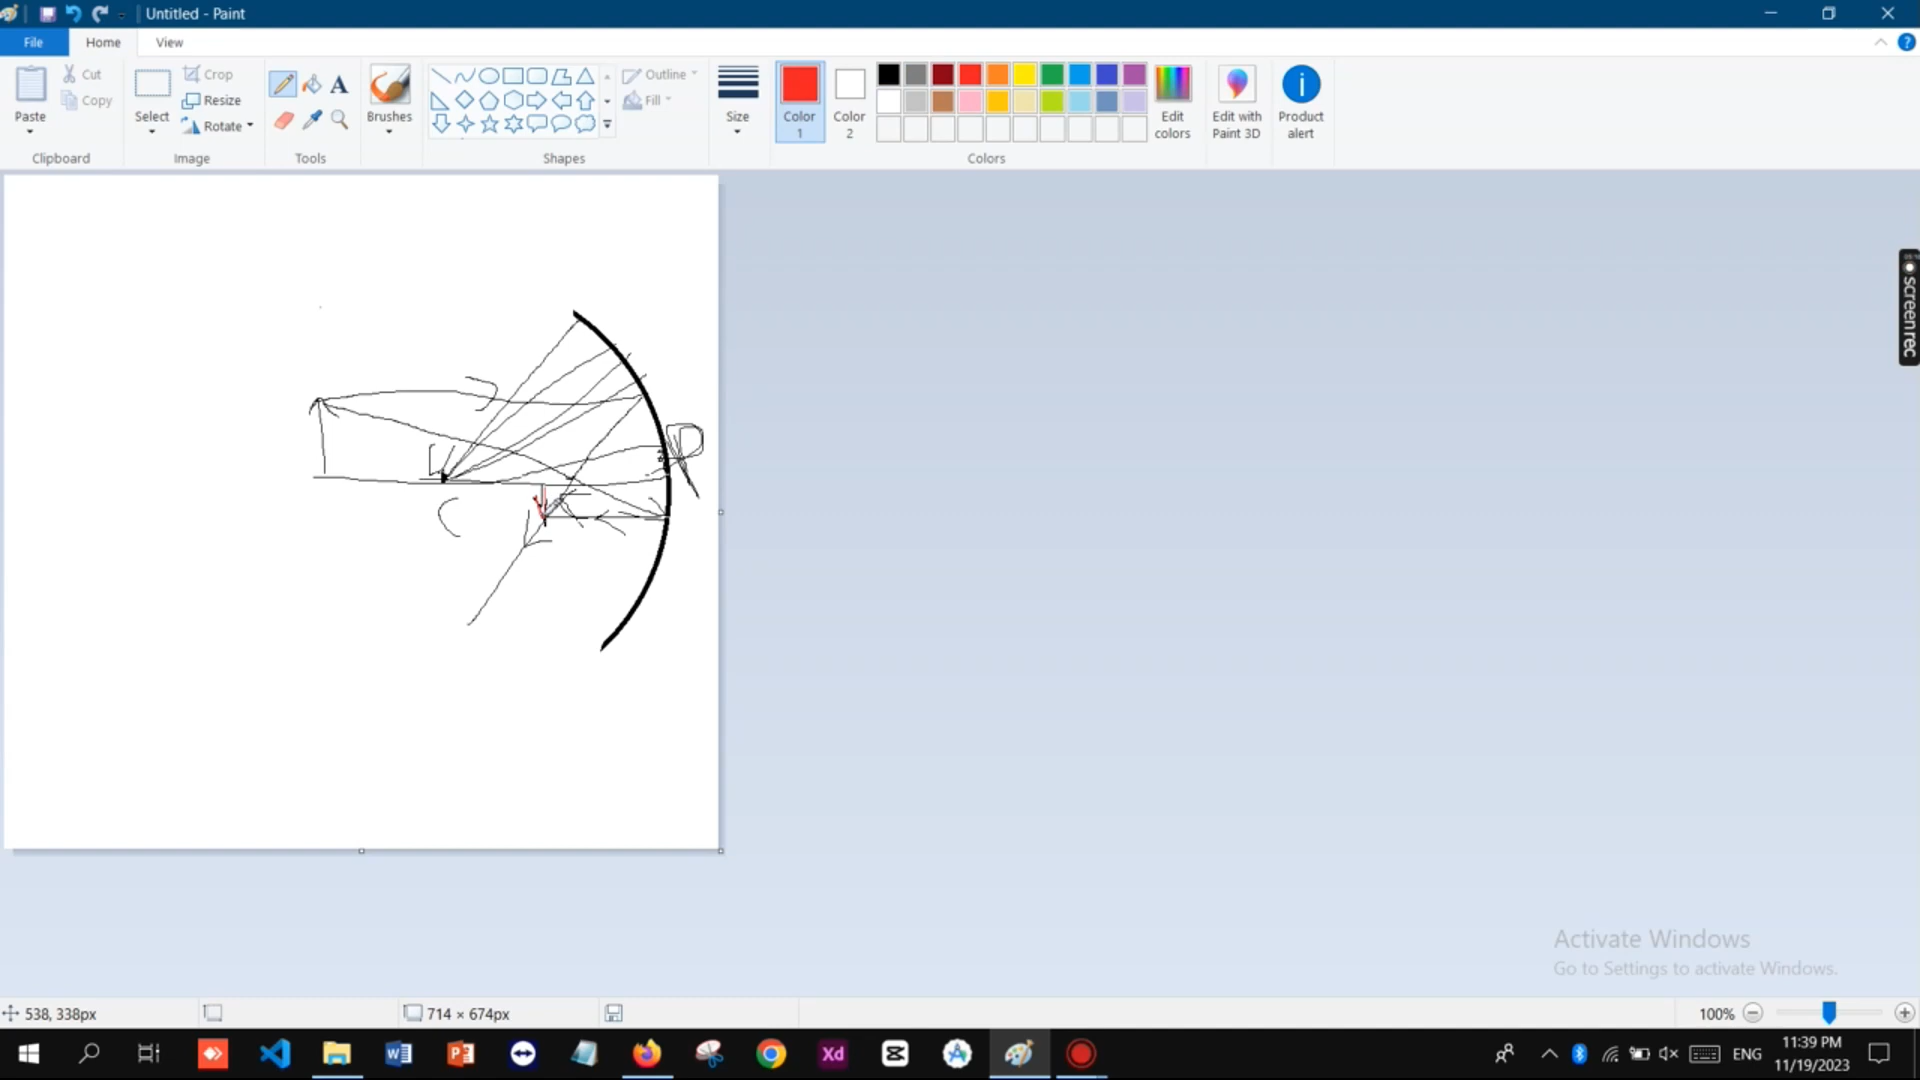 Untitled - Paint
File Home View
Paste
Cut
Copy
Clipboard
Select
Crop
Resize
Rotate
Image
Tools
Brushes
Shapes
Outline
Fill
Size
Color 1
Color 2
Colors
Edit colors
Edit with Paint 3D
Product alert
screenrec
P
C
Activate Windows
Go to Settings to activate Windows.
538, 338px
714 × 674px
100%
Xd
ENG
11:39 PM
11/19/2023